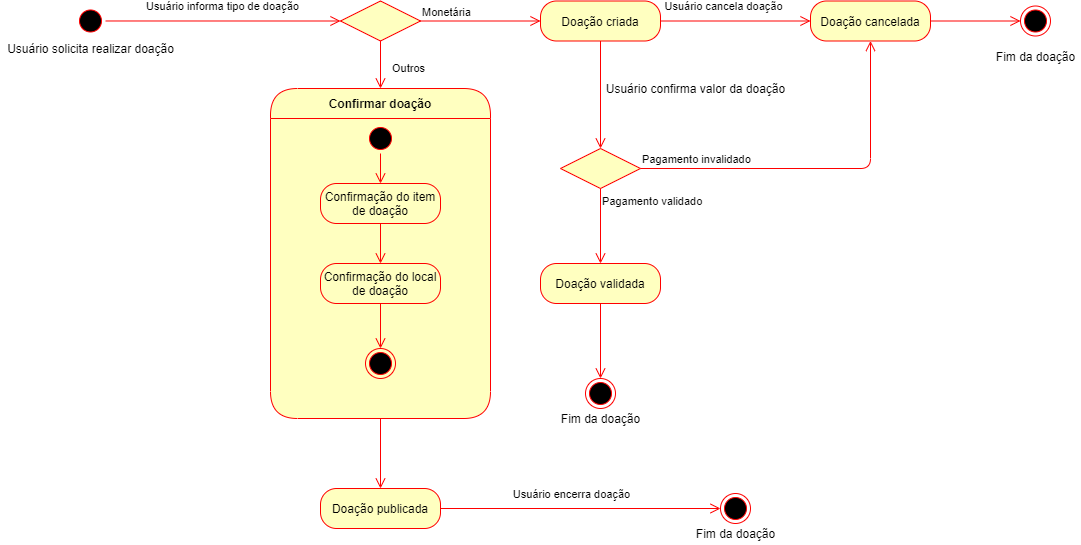 Usuário informa tipo de doação
Usuário solicita realizar doação
Monetária
Doação criada
Usuário cancela doação
Doação cancelada
Fim da doação
Outros
Usuário confirma valor da doação
Confirmar doação
Pagamento invalidado
Confirmação do item
de doação
Pagamento validado
Confirmação do local
de doação
Doação validada
Fim da doação
Doação publicada
Usuário encerra doação
Fim da doação